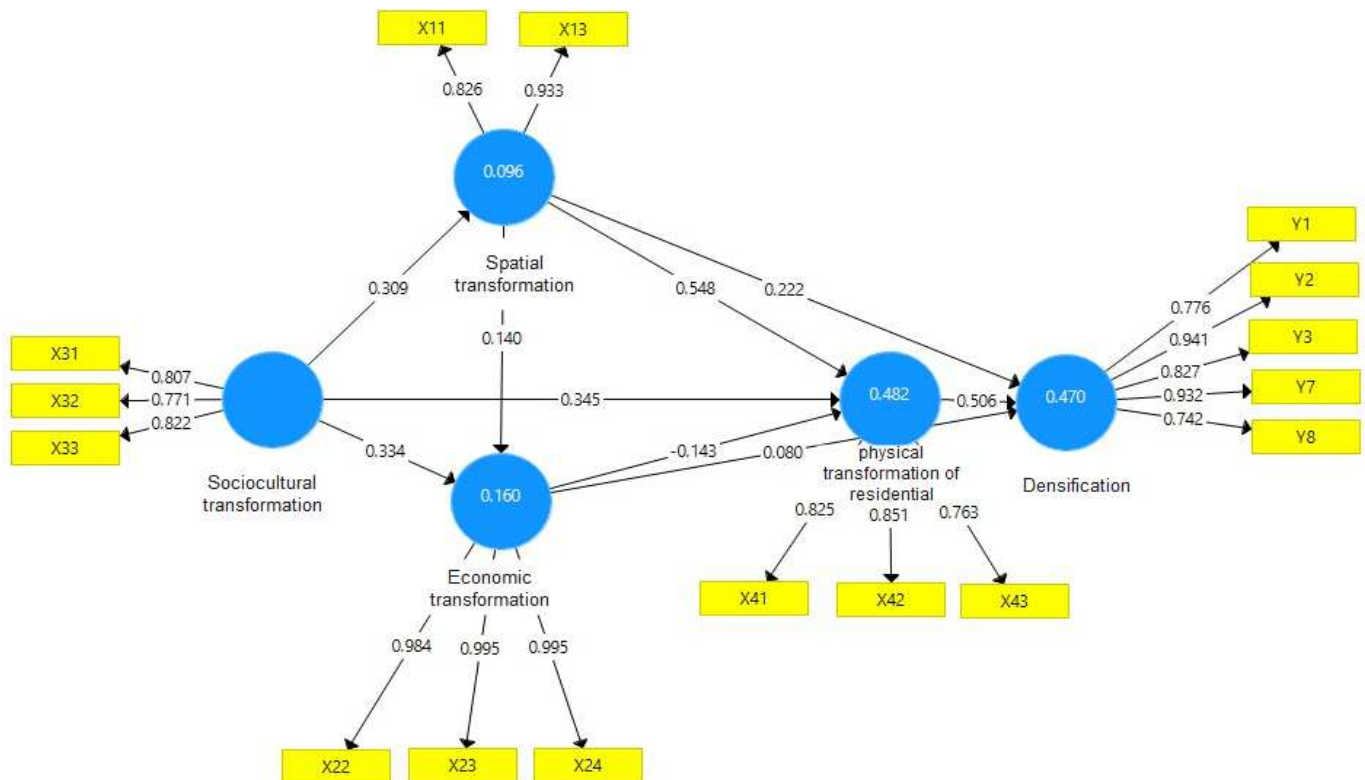 X11
X13
0.826
0.933
0.096
Spatial
transformation
0.309
0.548
0.222
0.140
Y1
Y2
Y3
Y7
Y8
0.776
0.941
0.827
0.932
0.742
X31
X32
X33
0.807
0.771
0.822
Sociocultural
transformation
0.345
0.334
0.482
0.506
0.470
-0.143
0.080
physical
transformation of
residential
Densification
0.160
Economic
transformation
0.825
0.851
0.763
X41
X42
X43
0.984
0.995
0.995
X22
X23
X24